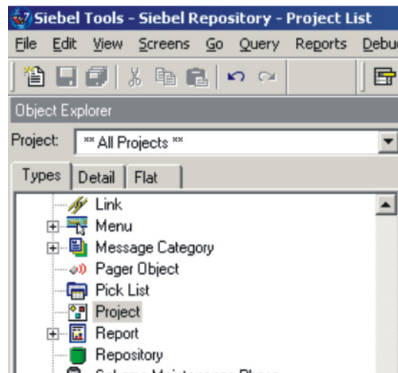 Siebel Tools - Siebel Repository - Project List
File Edit View Screens Go Query Reports Debu
Object Explorer
Project: ** All Projects **
Types Detail Flat
Link
Menu
Message Category
Pager Object
Pick List
Project
Report
Repository